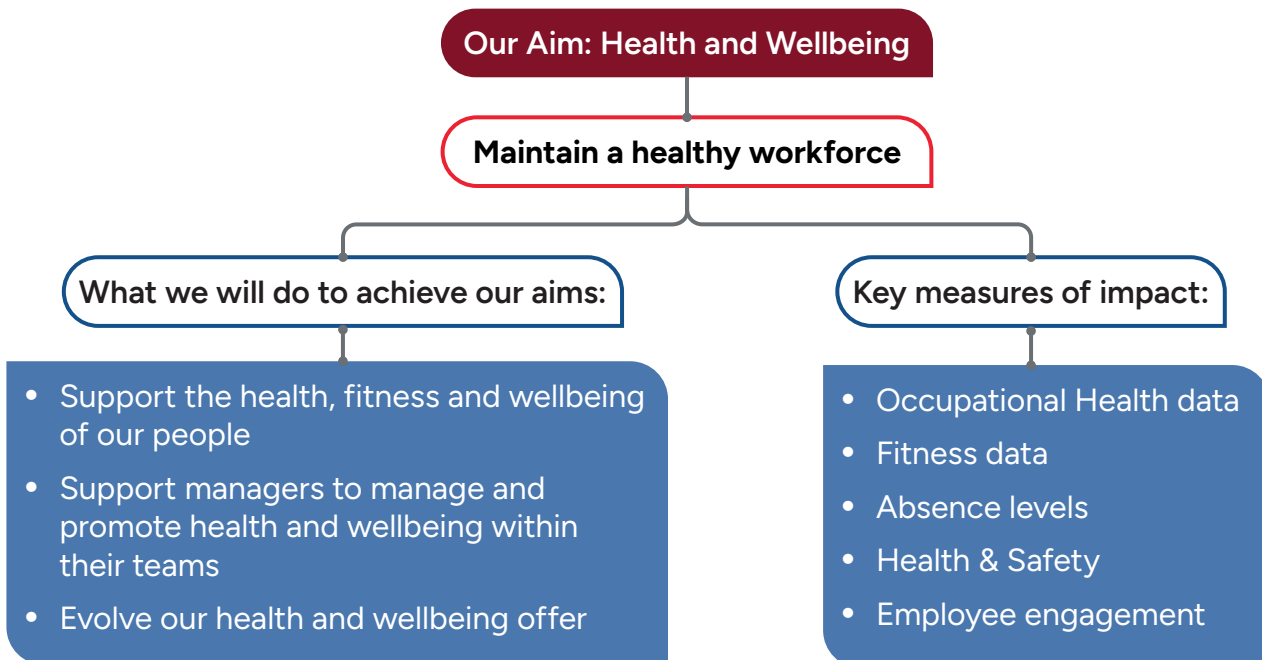 Our Aim: Health and Wellbeing
Maintain a healthy workforce
What we will do to achieve our aims:
• Support the health, fitness and wellbeing
of our people
• Support managers to manage and
promote health and wellbeing within
their teams
• Evolve our health and wellbeing offer
Key measures of impact:
• Occupational Health data
• Fitness data
• Absence levels
• Health & Safety
• Employee engagement